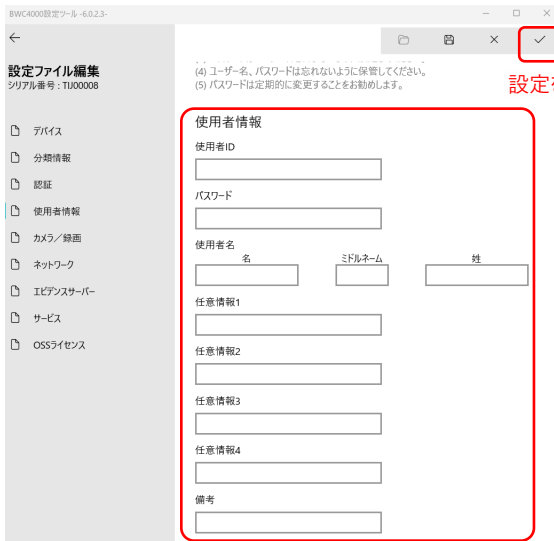 BWC4000設定ツール -6.0.2.3-
設定ファイル編集
シリアル番号 : TIJ00008
デバイス
分類情報
認証
使用者情報
カメラ／録画
ネットワーク
エビデンスサーバー
サービス
OSSライセンス
(4) ユーザー名、パスワードは忘れないように保管してください。
(5) パスワードは定期的に変更することをお勧めします。
設定
使用者情報
使用者ID
パスワード
使用者名
名 ミドルネーム 姓
任意情報1
任意情報2
任意情報3
任意情報4
備考